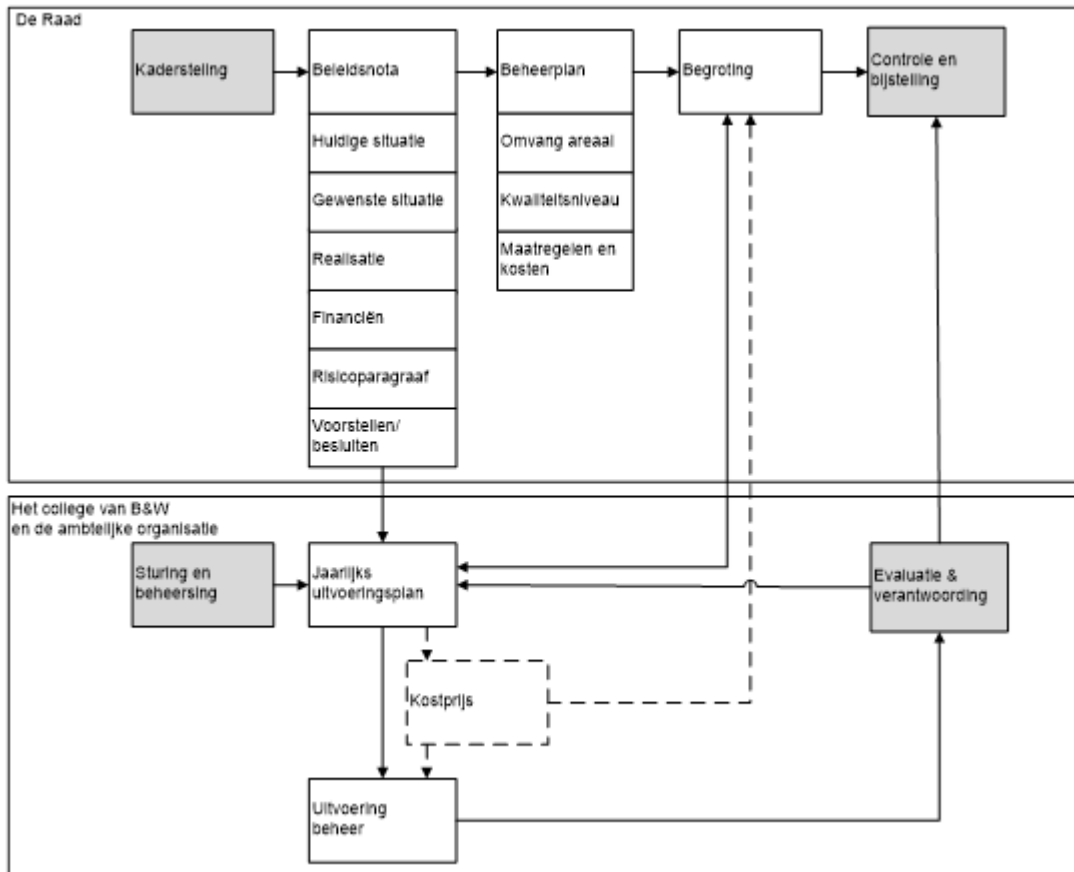 De Raad
Kaderstelling
Beleidsnota
Beheerplan
Begroting
Controle en
bijstelling
Huidige situatie
Omvang areaal
Gewenste situatie
Kwaliteitsniveau
Realisatie
Maatregelen en
kosten
Financiën
Risicoparagraaf
Voorstellen/
besluiten
Het college van B&W
en de ambtelijke organisatie
Sturing en
beheersing
Jaarlijks
uitvoeringsplan
Evaluatie &
verantwoording
Kostprijs
Uitvoering
beheer